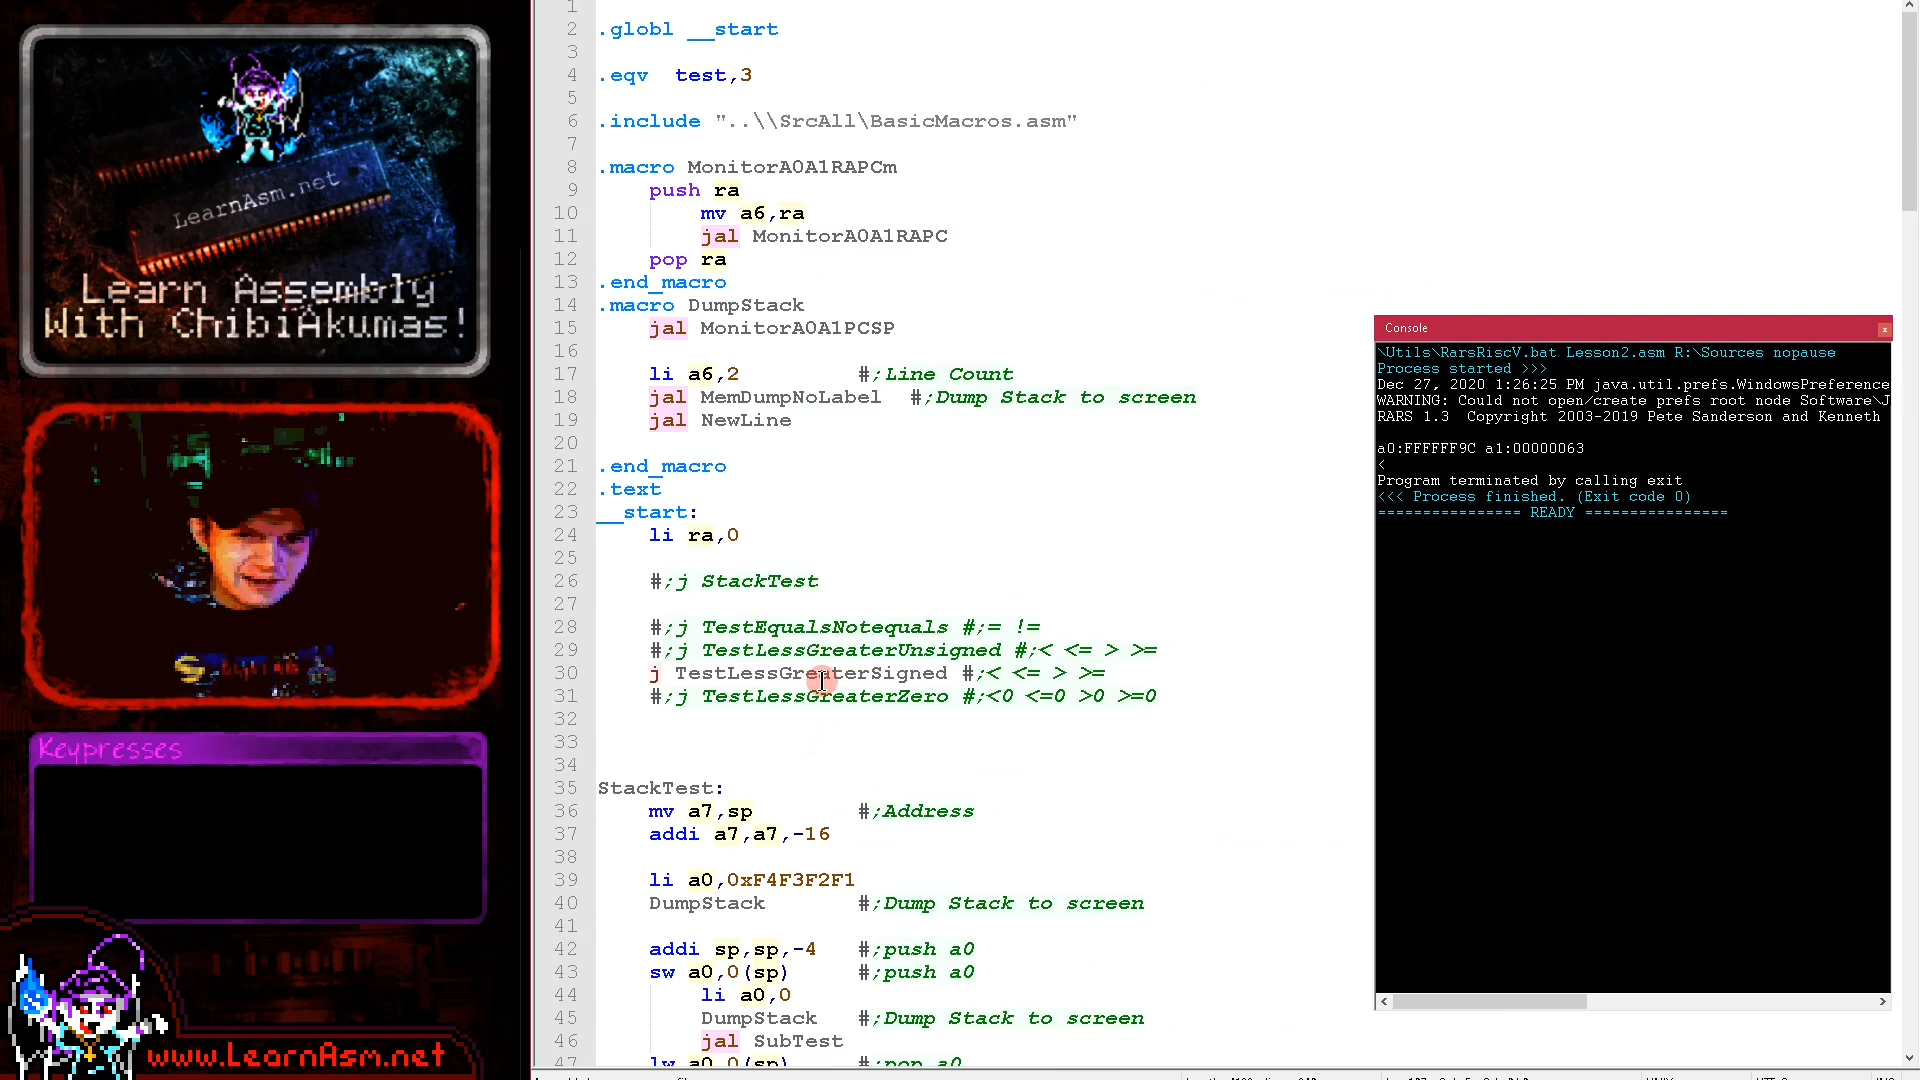 LearnAsm.net
Learn Assembly
With ChibiAkumas!
Keypresses
www.LearnAsm.net
1
2 .globl __start
3
4 .eqv test,3
5
6 .include "..\\SrcAll\BasicMacros.asm"
7
8 .macro MonitorA0A1RAPCm
9 push ra
10 mv a6,ra
11 jal MonitorA0A1RAPC
12 pop ra
13 .end_macro
14 .macro DumpStack
15 jal MonitorA0A1PCSP
16
17 li a6,2 #;Line Count
18 jal MemDumpNoLabel #;Dump Stack to screen
19 jal NewLine
20
21 .end_macro
22 .text
23 __start:
24 li ra,0
25
26 #;j StackTest
27
28 #;j TestEqualsNotequals #;= !=
29 #;j TestLessGreaterUnsigned #;< <= > >=
30 j TestLessGreaterSigned #;< <= > >=
31 #;j TestLessGreaterZero #;<0 <=0 >0 >=0
32
33
34
35 StackTest:
36 mv a7,sp #;Address
37 addi a7,a7,-16
38
39 li a0,0xF4F3F2F1
40 DumpStack #;Dump Stack to screen
41
42 addi sp,sp,-4 #;push a0
43 sw a0,0(sp) #;push a0
44 li a0,0
45 DumpStack #;Dump Stack to screen
46 jal SubTest
47 lw a0,0(sp) #;pop a0
Console
\Utils\RarsRiscV.bat Lesson2.asm R:\Sources nopause
Process started >>>
Dec 27, 2020 1:26:25 PM java.util.prefs.WindowsPreference
WARNING: Could not open/create prefs root node Software\J
RARS 1.3 Copyright 2003-2019 Pete Sanderson and Kenneth
a0:FFFFFF9C a1:00000063
<
Program terminated by calling exit
<<< Process finished. (Exit code 0)
================ READY ================